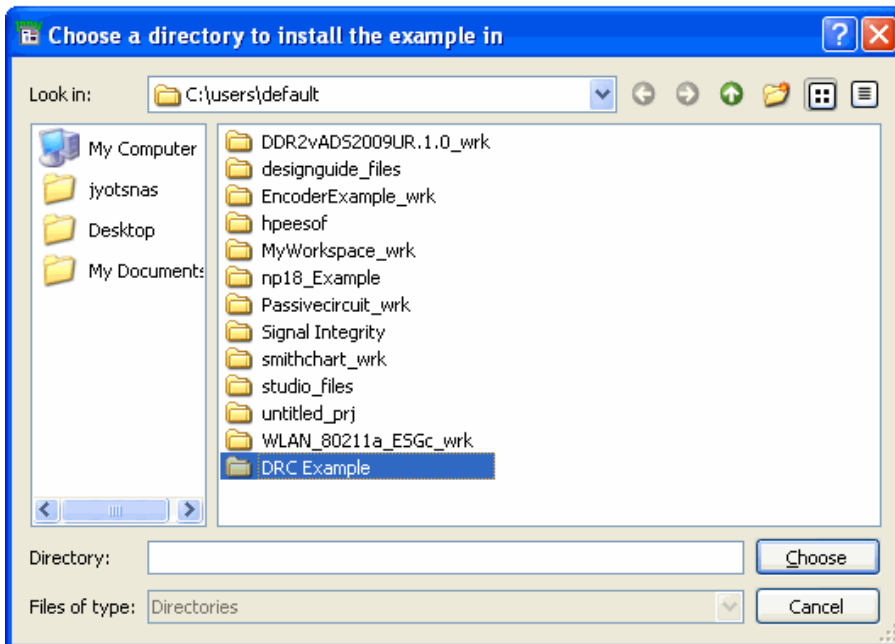 Choose a directory to install the example in
Look in:
C:\users\default
My Computer
jyotsnas
Desktop
My Documents
DDR2vADS2009UR.1.0_wrk
designguide_files
EncoderExample_wrk
hpeesof
MyWorkspace_wrk
np18_Example
Passivecircuit_wrk
Signal Integrity
smithchart_wrk
studio_files
untitled_prj
WLAN_80211a_ESGc_wrk
DRC Example
Directory:
Choose
Files of type:
Directories
Cancel